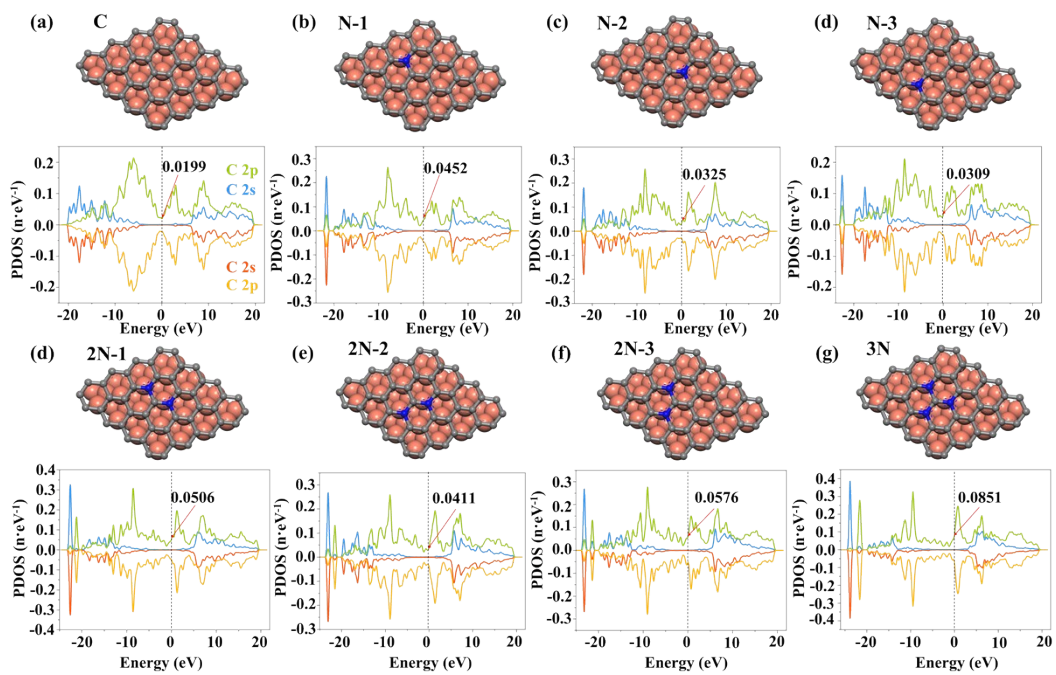 (a) C (b) N-1 (c) N-2 (d) N-3
0.2
0.1
0.0
-0.1
-0.2
PDOS (n·eV-1)
0.0199
C 2p
C 2s
C 2s
C 2p
-20 -10 0 10 20
Energy (eV)
0.3
0.2
0.1
0.0
-0.1
-0.2
-0.3
PDOS (n·eV-1)
0.0452
-20 -10 0 10 20
Energy (eV)
0.3
0.2
0.1
0.0
-0.1
-0.2
-0.3
PDOS (n·eV-1)
0.0325
-20 -10 0 10 20
Energy (eV)
0.2
0.1
0.0
-0.1
-0.2
PDOS (n·eV-1)
0.0309
-20 -10 0 10 20
Energy (eV)
(d) 2N-1 (e) 2N-2 (f) 2N-3 (g) 3N
0.4
0.3
0.2
0.1
0.0
-0.1
-0.2
-0.3
-0.4
PDOS (n·eV-1)
0.0506
-20 -10 0 10 20
Energy (eV)
0.3
0.2
0.1
0.0
-0.1
-0.2
-0.3
PDOS (n·eV-1)
0.0411
-20 -10 0 10 20
Energy (eV)
0.3
0.2
0.1
0.0
-0.1
-0.2
-0.3
PDOS (n·eV-1)
0.0576
-20 -10 0 10 20
Energy (eV)
0.4
0.3
0.2
0.1
0.0
-0.1
-0.2
-0.3
-0.4
PDOS (n·eV-1)
0.0851
-20 -10 0 10 20
Energy (eV)